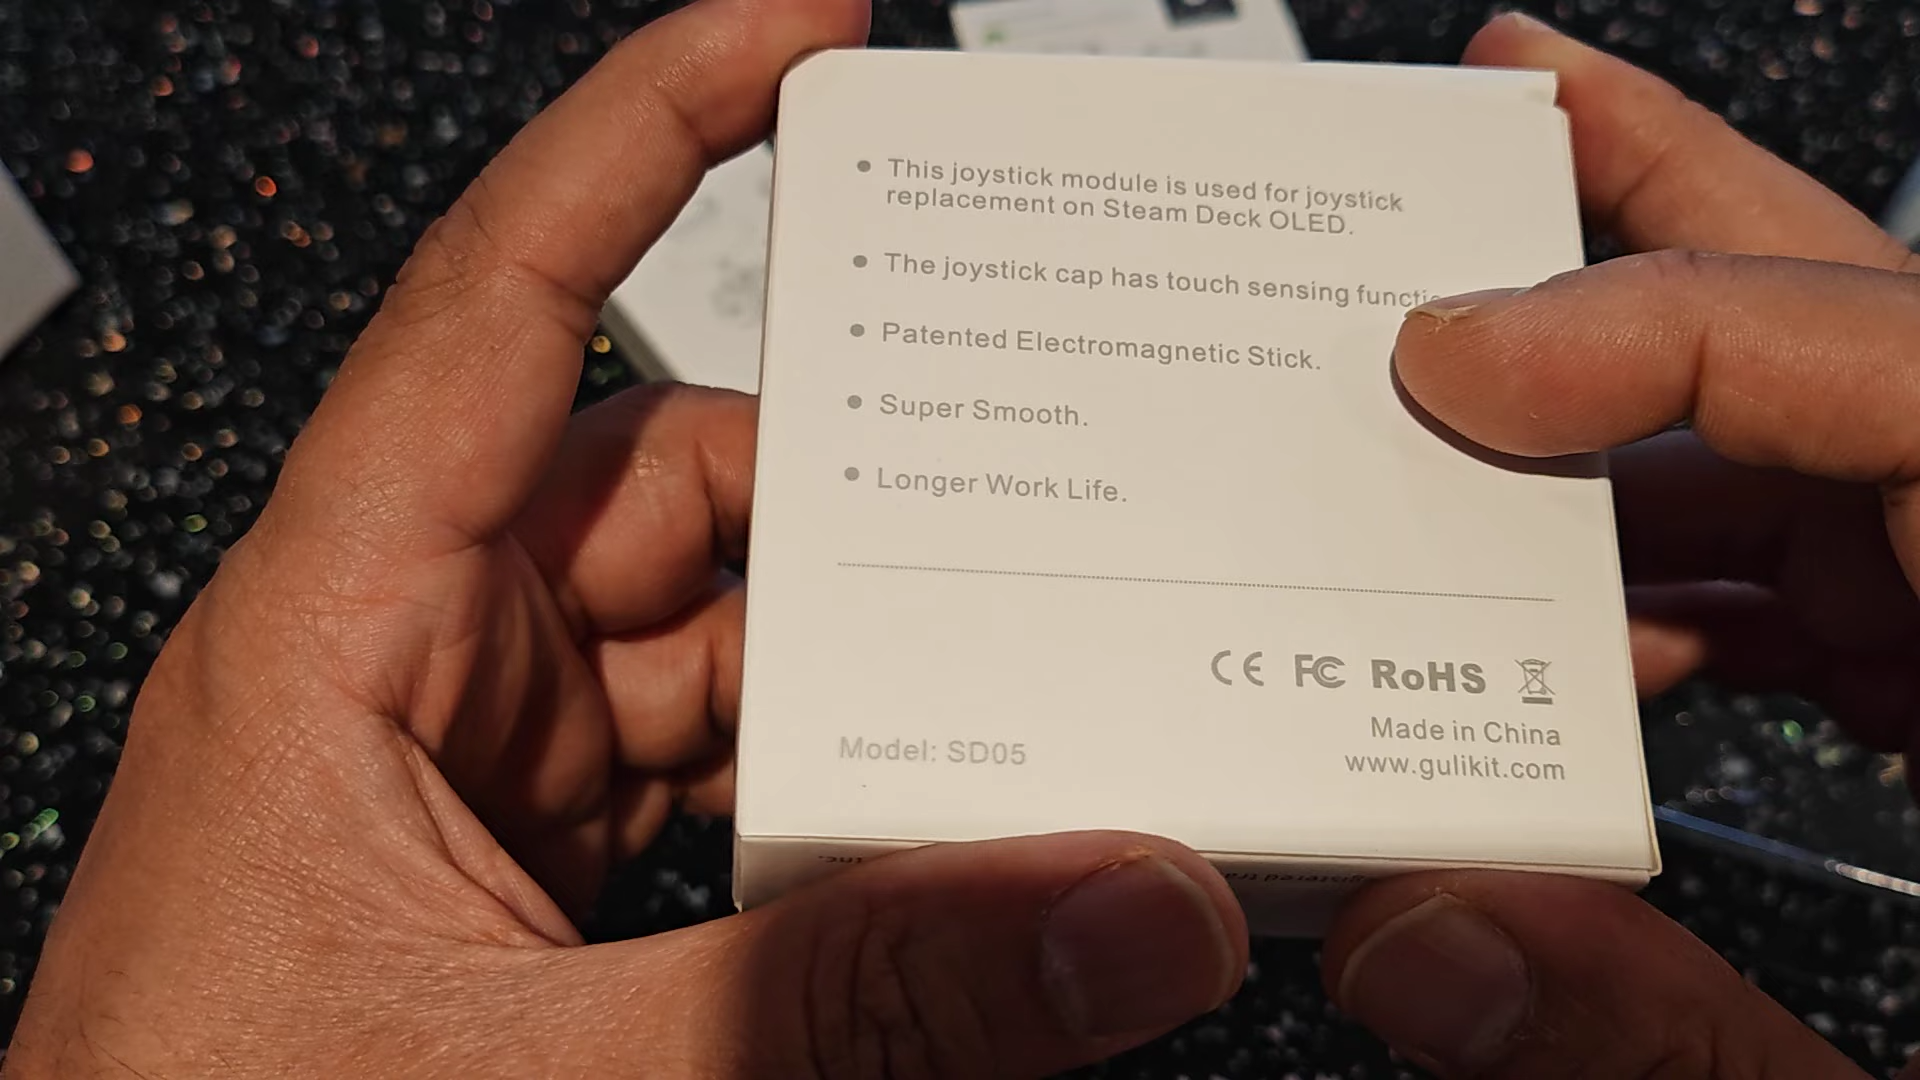 This joystick module is used for joystick
replacement on Steam Deck OLED.
The joystick cap has touch sensing
Patented Electromagnetic Stick.
Super Smooth.
Longer Work Life.
CE FC RoHS
Made in China
Model: SD05
www.gulikit.com